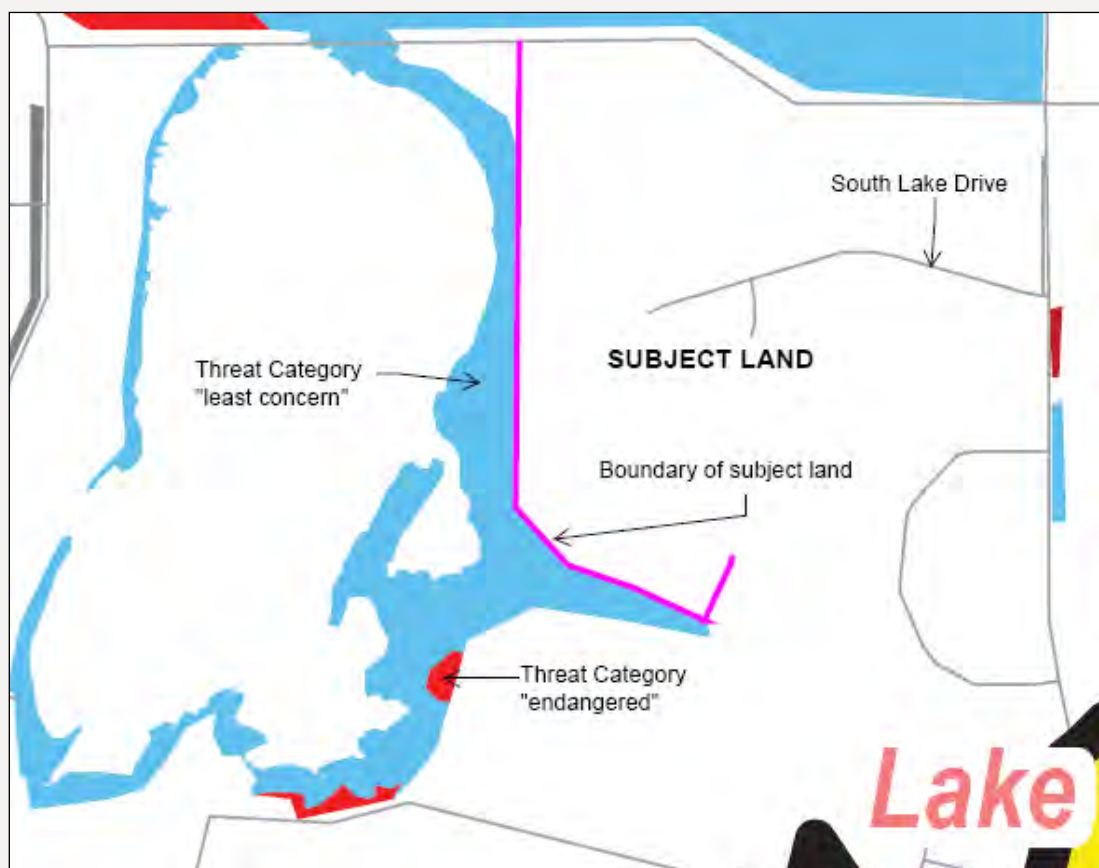 South Lake Drive
SUBJECT LAND
Threat Category
"least concern"
Boundary of subject land
Threat Category
"endangered"
Lake